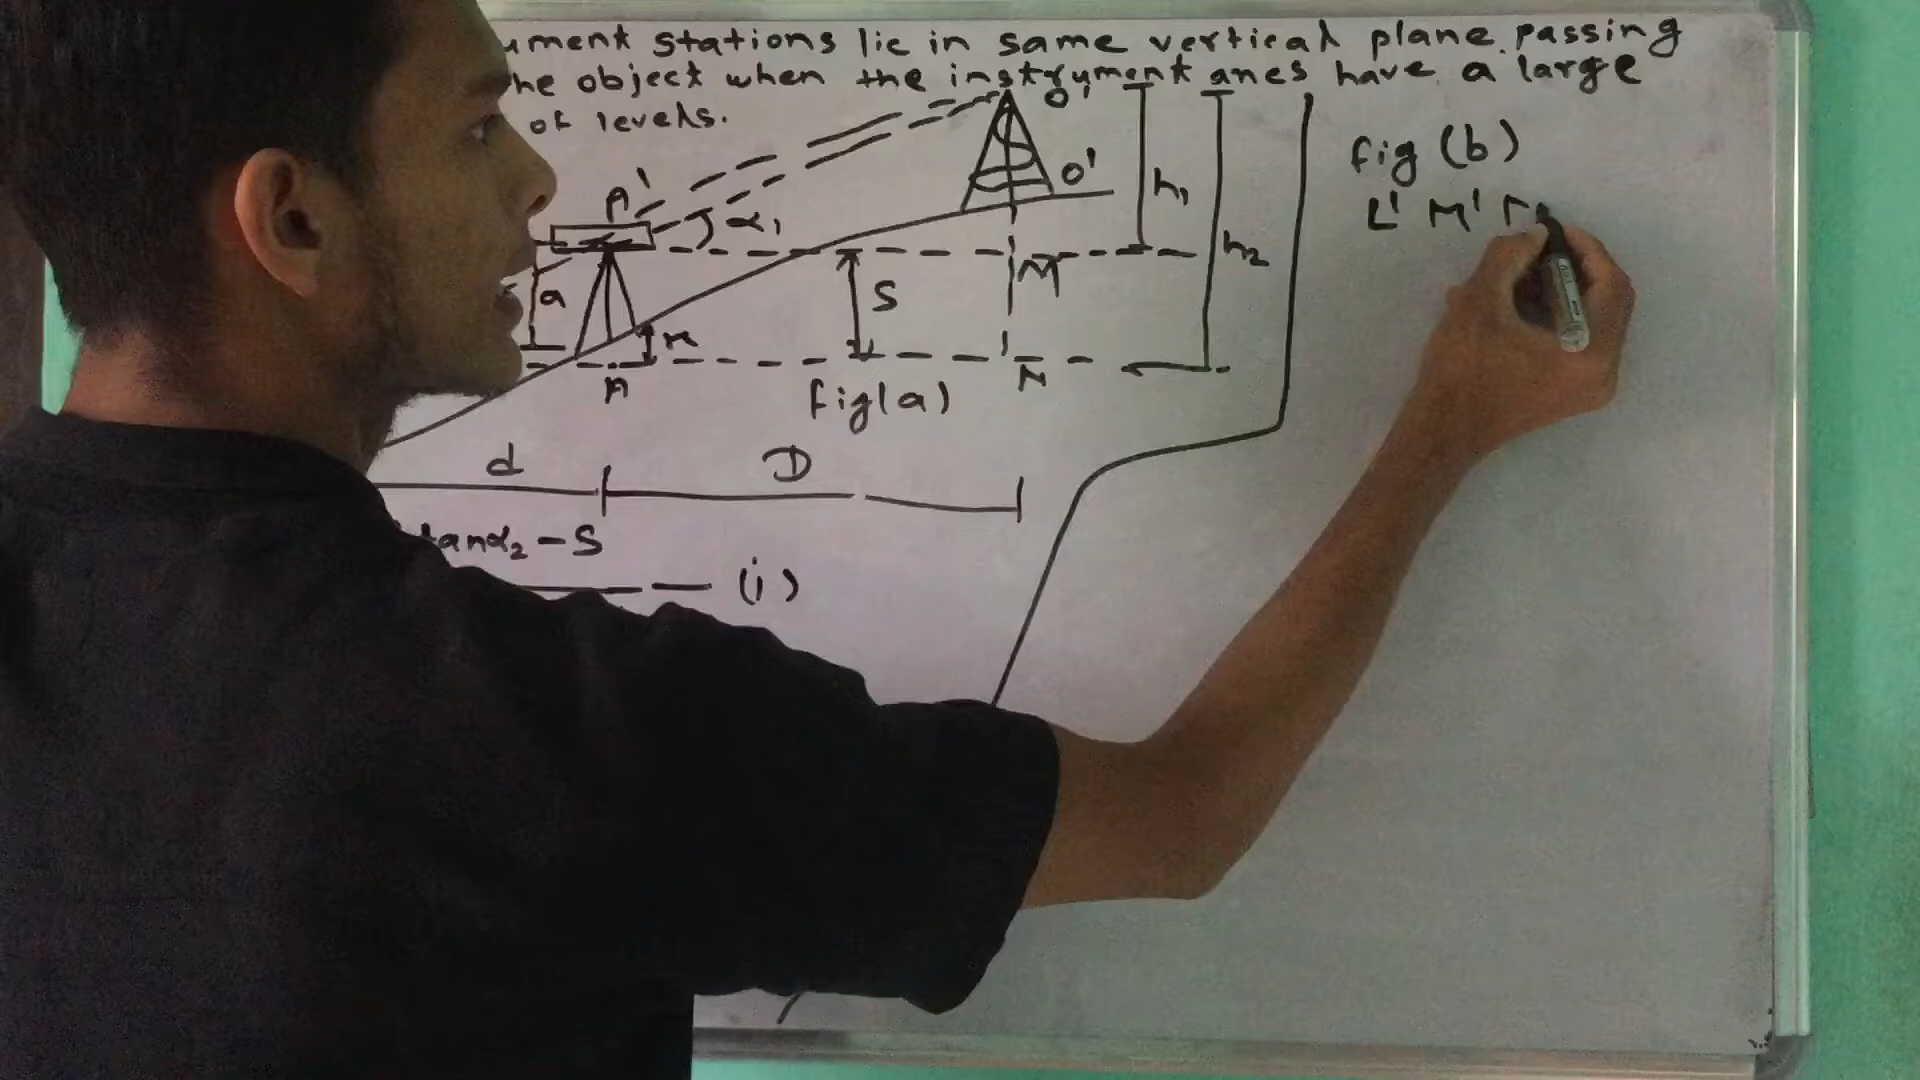 ument stations lie in same vertical plane passing
he object when the instrument anes have a large
of levels.
O'
A'
α₁
O'
h₁
h₂
a
S
M
x
A
N
fig(a)
d
D
tanα₂ - S
(i)
fig (b)
L' M'